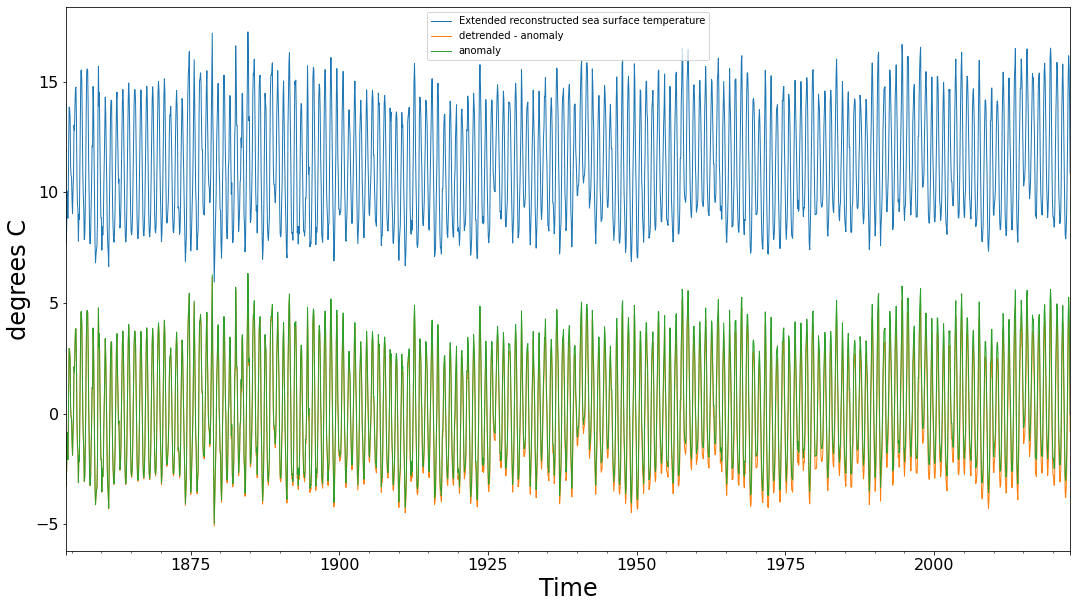 Extended reconstructed sea surface temperature
detrended - anomaly
anomaly
15
10
5
0
−5
degrees C
1875 1900 1925 1950 1975 2000
Time